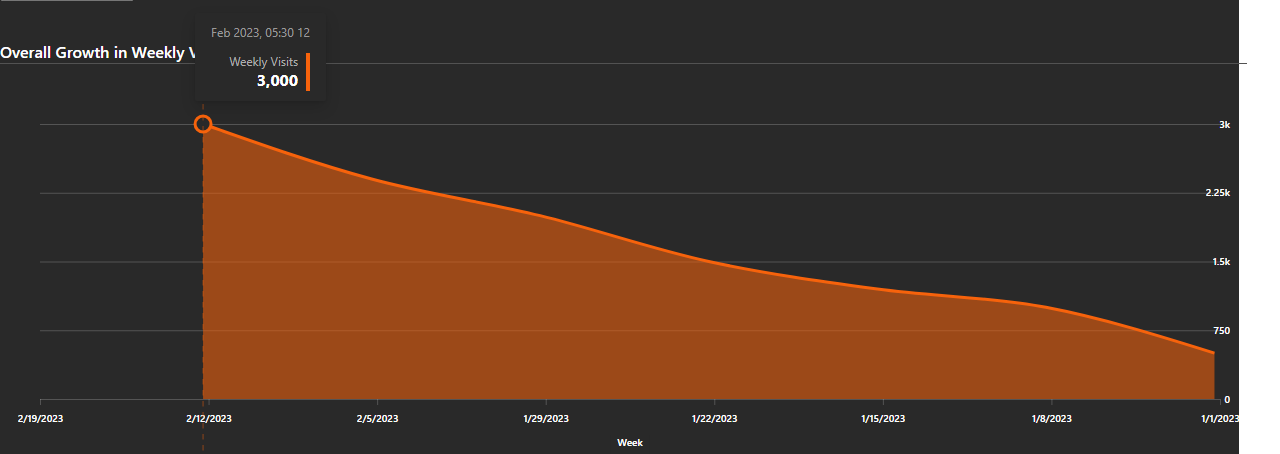 Feb 2023, 05:30 12
Overall Growth in Weekly V
Weekly Visits
3,000
3k
2.25k
1.5k
750
0
2/19/2023 2/12/2023 2/5/2023 1/29/2023 1/22/2023 1/15/2023 1/8/2023 1/1/2023
Week